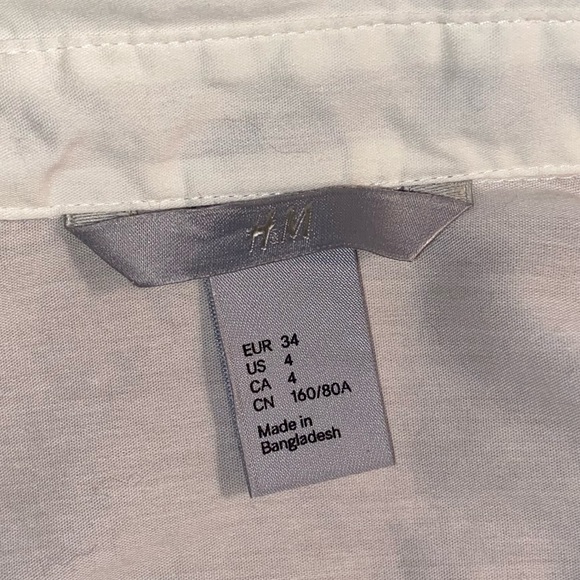 H&M
EUR 34
US 4
CA 4
CN 160/80A
Made in
Bangladesh